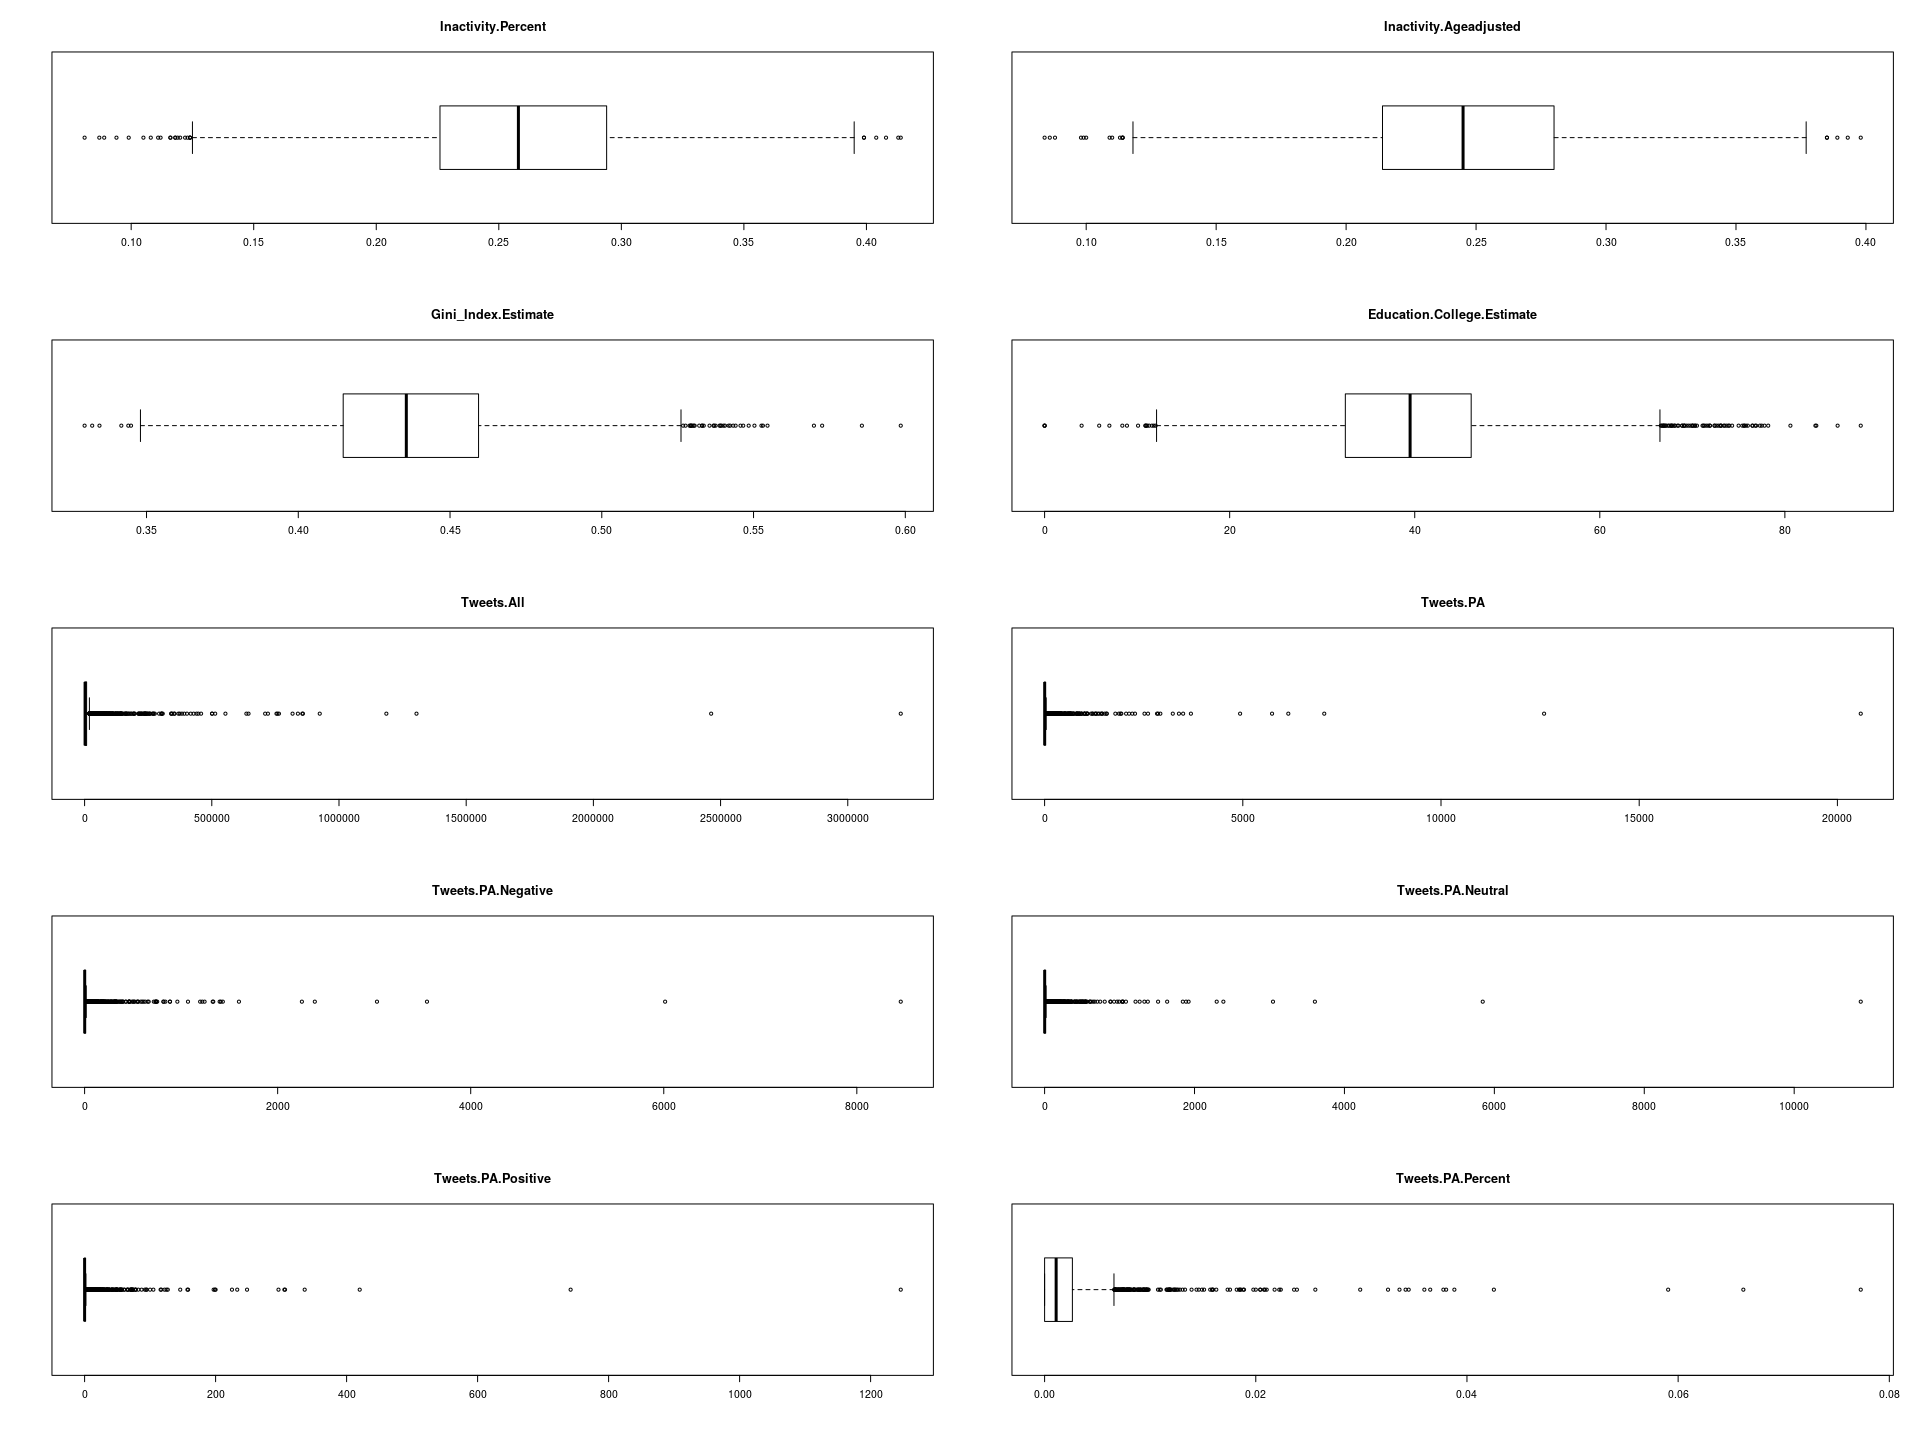 Inactivity.Percent
0.10 0.15 0.20 0.25 0.30 0.35 0.40
Inactivity.Ageadjusted
0.10 0.15 0.20 0.25 0.30 0.35 0.40
Gini_Index.Estimate
0.35 0.40 0.45 0.50 0.55 0.60
Education.College.Estimate
0 20 40 60 80
Tweets.All
0 500000 1000000 1500000 2000000 2500000 3000000
Tweets.PA
0 5000 10000 15000 20000
Tweets.PA.Negative
0 2000 4000 6000 8000
Tweets.PA.Neutral
0 2000 4000 6000 8000 10000
Tweets.PA.Positive
0 200 400 600 800 1000 1200
Tweets.PA.Percent
0.00 0.02 0.04 0.06 0.08